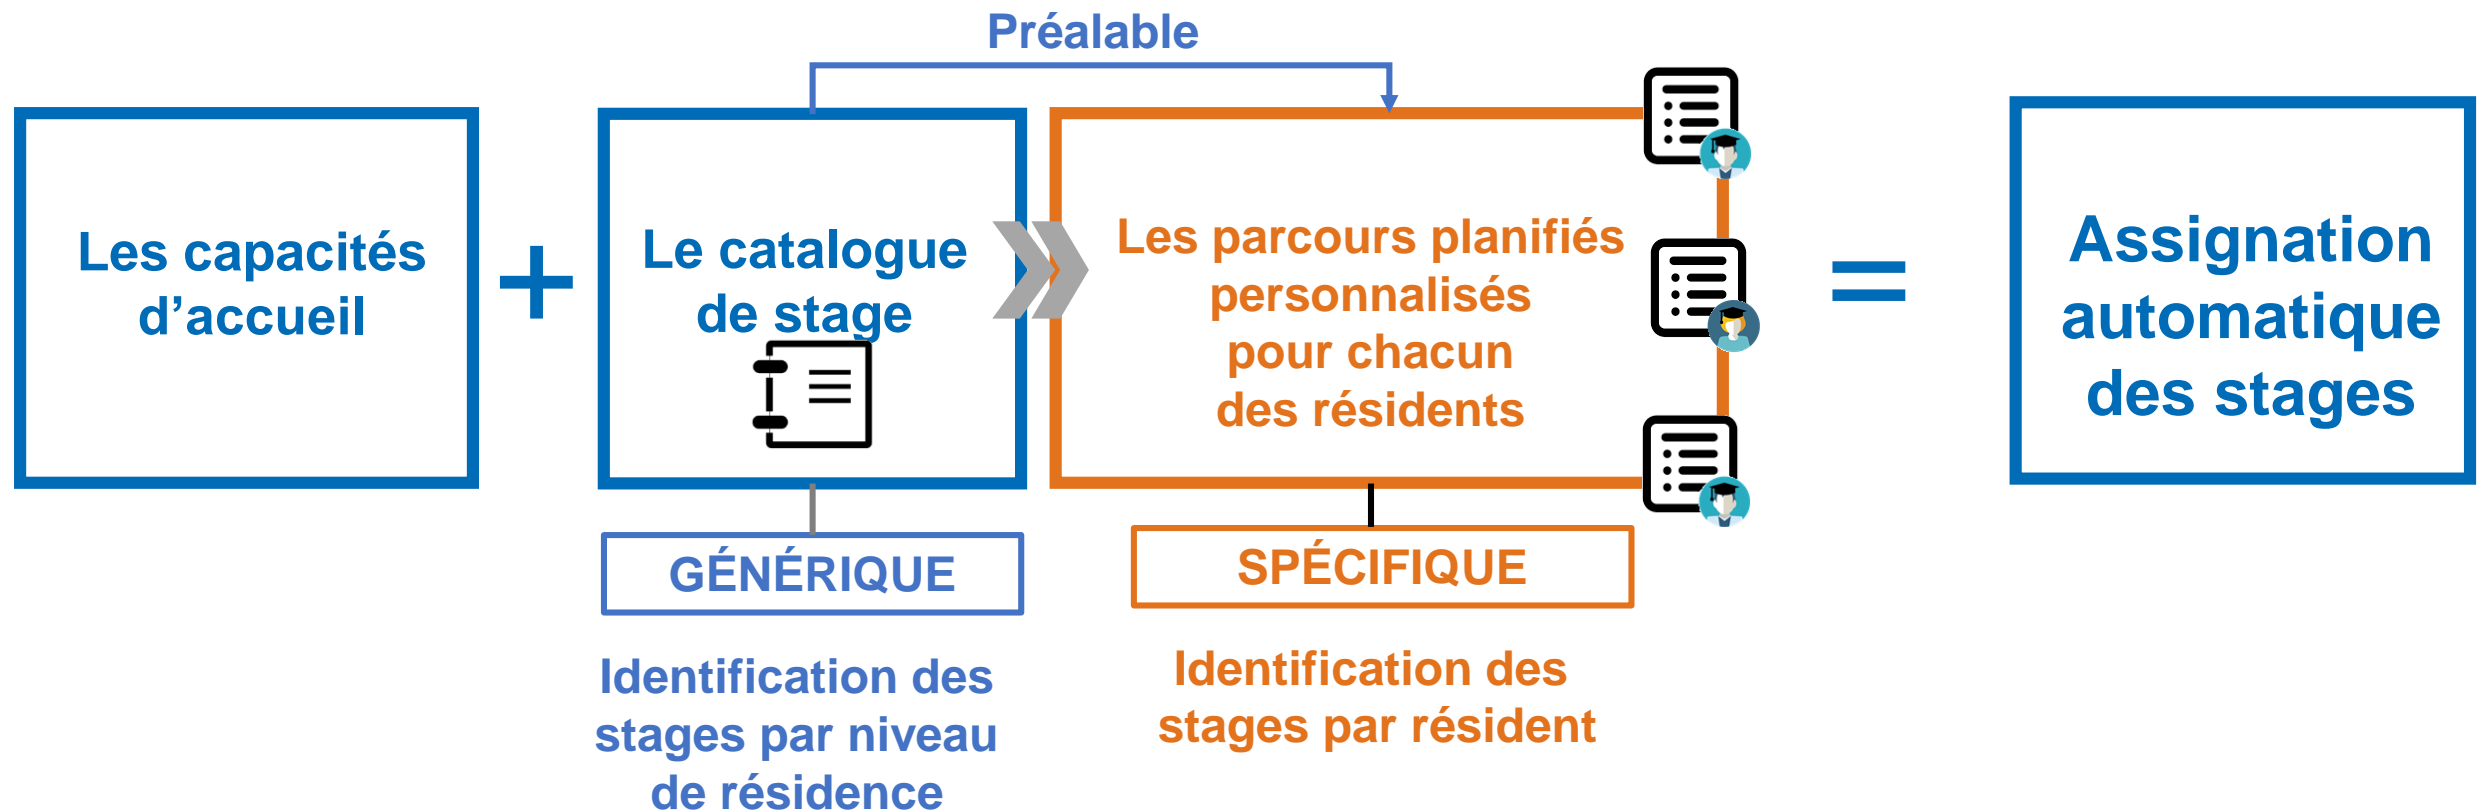 Préalable
Les capacités
d’accueil
+
Le catalogue
de stage
Les parcours planifiés
personnalisés
pour chacun
des résidents
=
Assignation
automatique
des stages
GÉNÉRIQUE
Identification des
stages par niveau
de résidence
SPÉCIFIQUE
Identification des
stages par résident